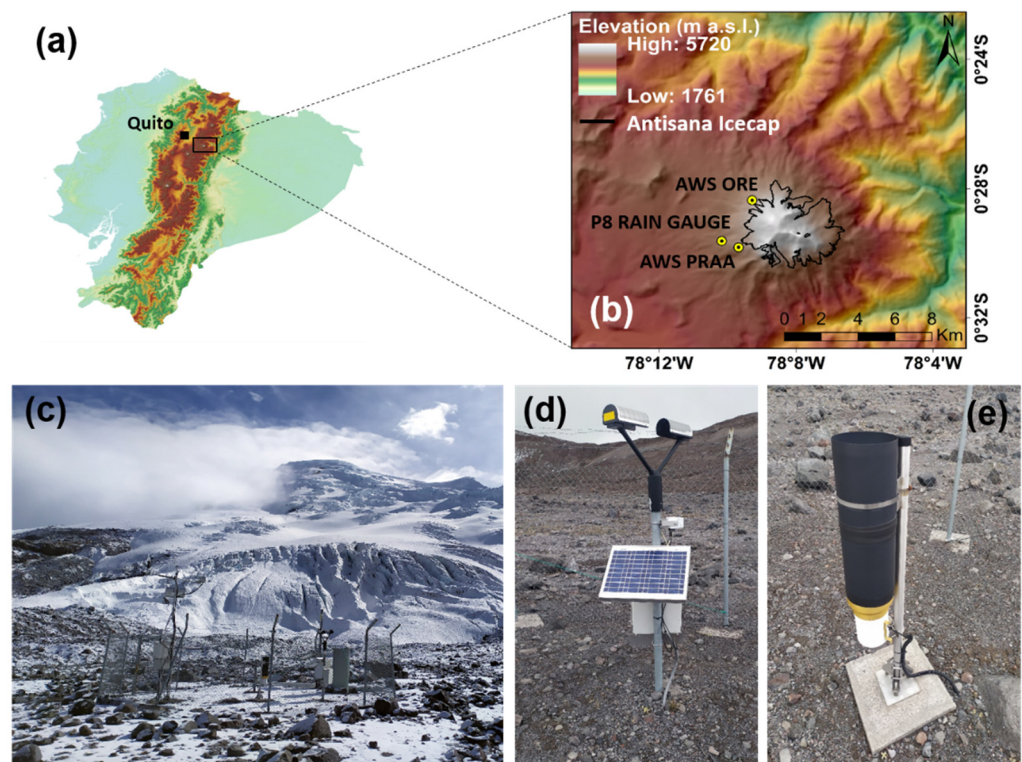 (a)
Quito
Elevation (m a.s.l.)
High: 5720
Low: 1761
Antisana Icecap
N
AWS ORE
P8 RAIN GAUGE
AWS PRAA
(b)
0 1 2 4 6 8
Km
0°24'S
0°28'S
0°32'S
78°12'W
78°8'W
78°4'W
(c)
(d)
(e)